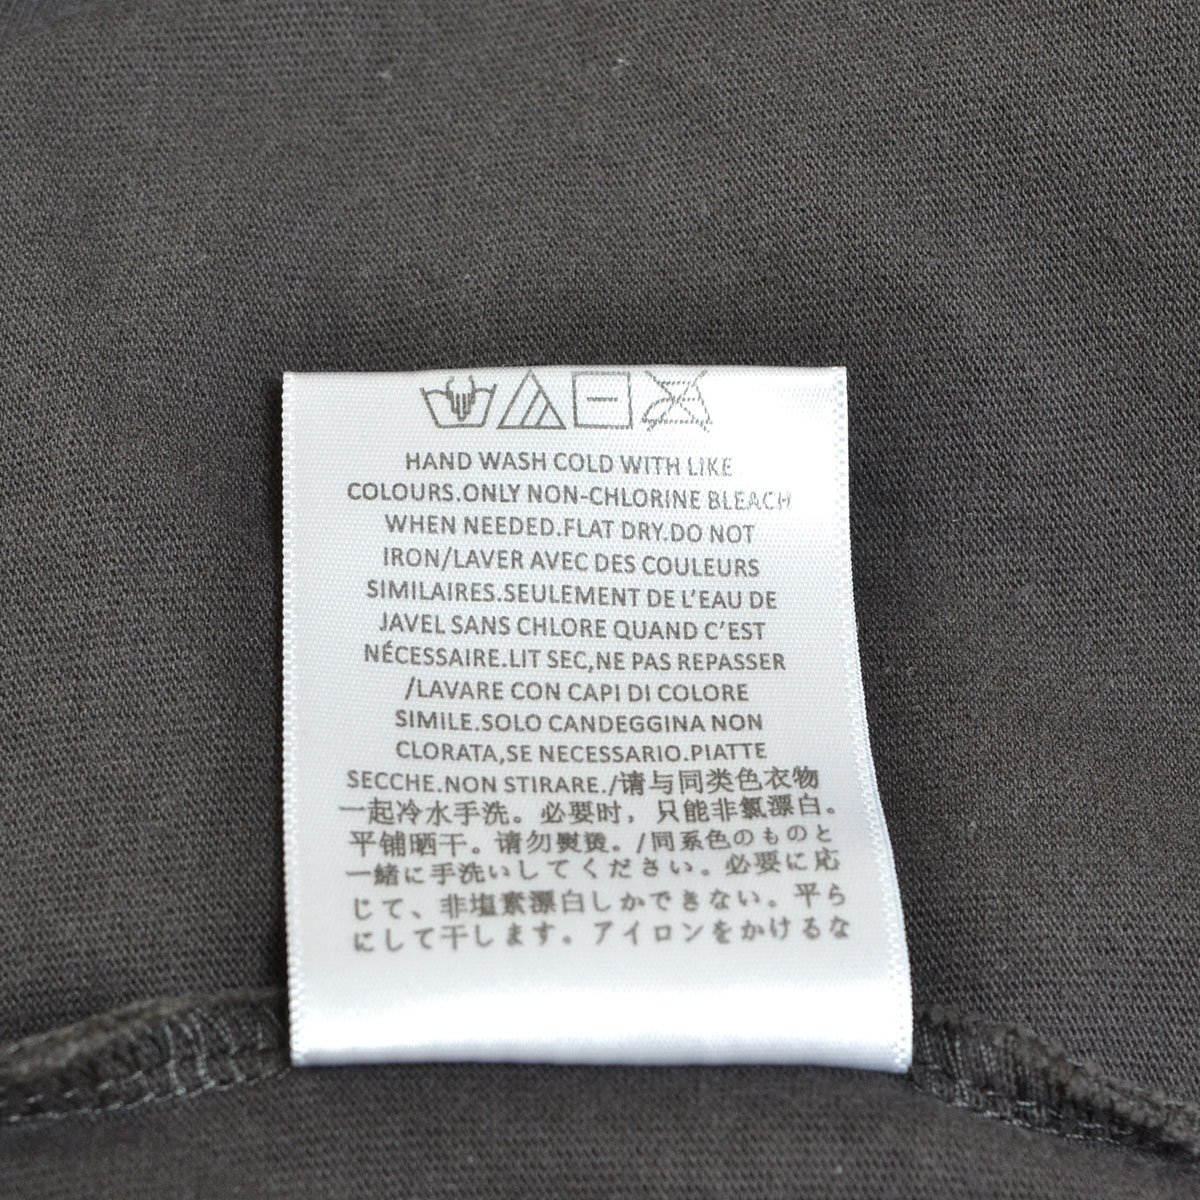 HAND WASH COLD WITH LIKE
COLOURS.ONLY NON-CHLORINE BLEACH
WHEN NEEDED.FLAT DRY.DO NOT
IRON/LAVER AVEC DES COULEURS
SIMILAIRES.SEULEMENT DE L'EAU DE
JAVEL SANS CHLORE QUAND C'EST
NÉCESSAIRE.LIT SEC,NE PAS REPASSER
/LAVARE CON CAPI DI COLORE
SIMILE.SOLO CANDEGGINA NON
CLORATA,SE NECESSARIO.PIATTE
SECCHE.NON STIRARE./请与同类色衣物
一起冷水手洗。必要时，只能非氯漂白。
平铺晒干。请勿熨烫。/同系色のものと
一緒に手洗いしてください。必要に応
じて、非塩素漂白しかできない。平ら
にして干します。アイロンをかけるな